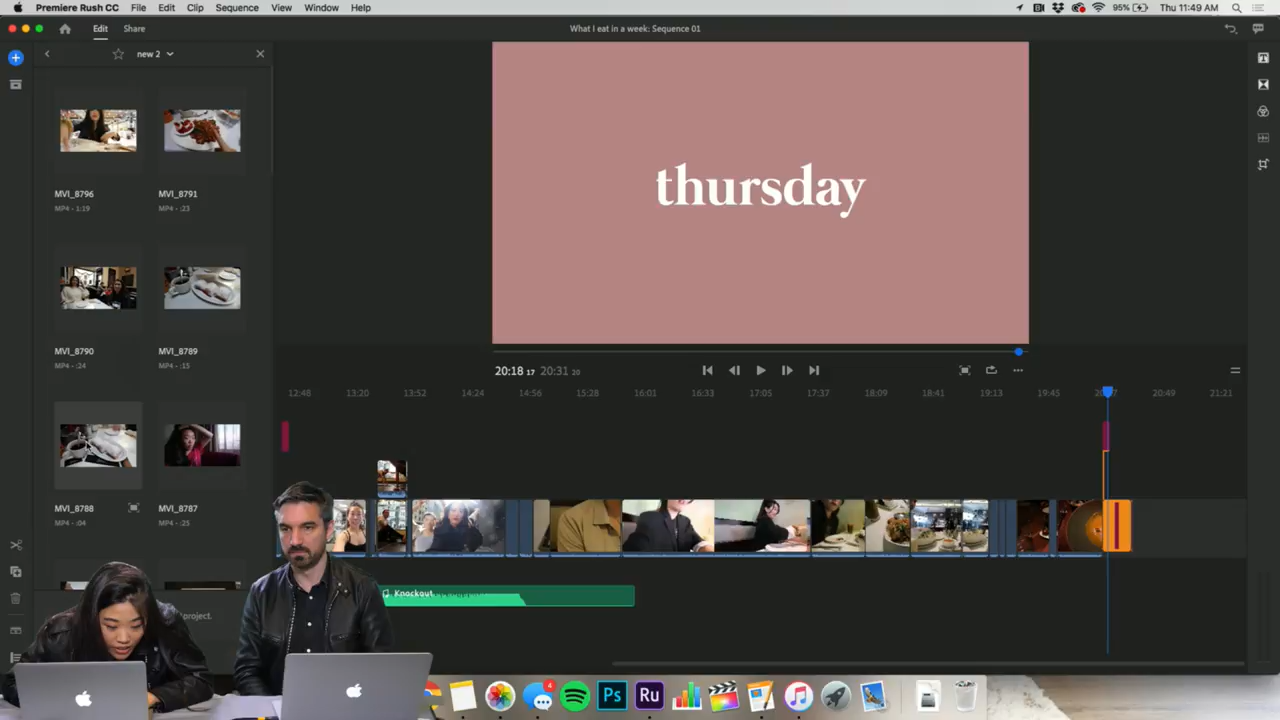 Premiere Rush CC File Edit Clip Sequence View Window Help 95% Thu 11:49 AM
Edit Share What I eat in a week: Sequence 01
new 2
thursday
MVI_8796 MVI_8791
MP4 - 1:19 MP4 - :23
MVI_8790 MVI_8789
MP4 - :24 MP4 - :15
20:18 17 20:31 20
12:48 13:20 13:52 14:24 14:56 15:28 16:01 16:33 17:05 17:37 18:09 18:41 19:13 19:45 20:49 21:21
MVI_8788 MVI_8787
MP4 - :04 MP4 - :25
Knockout
project.
4
Ps Ru